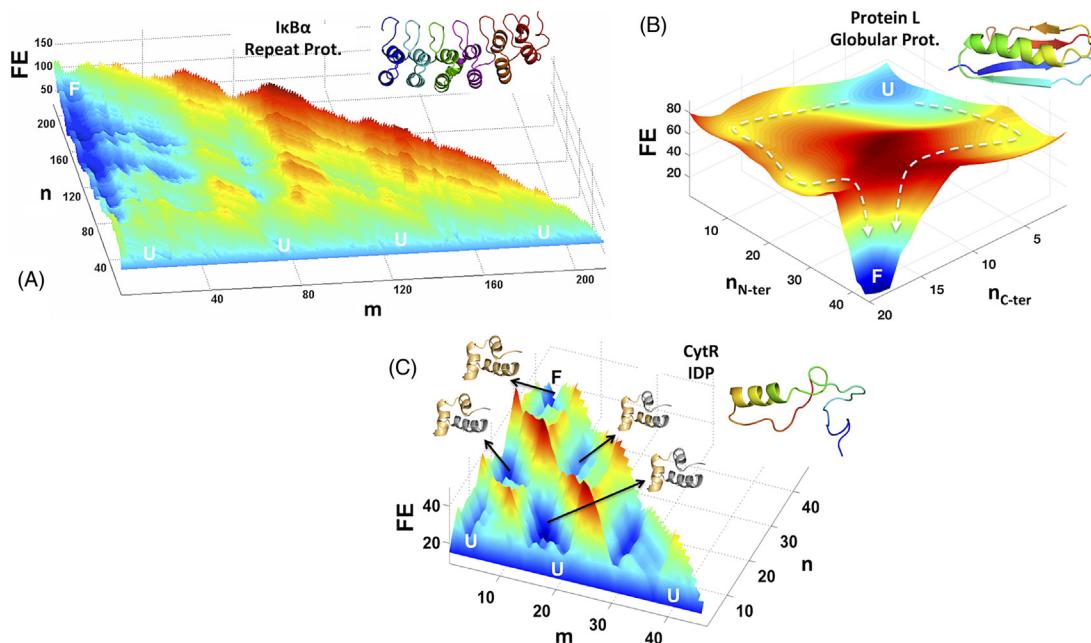 IκBα
Repeat Prot.
FE
150
100
50
200
160
n
120
80
40
F
U
U
U
U
40
80
120
160
200
m
(A)
(B)
Protein L
Globular Prot.
U
FE
80
60
40
20
10
20
30
40
n_N-ter
F
20
15
10
5
n_C-ter
(C)
CytR
IDP
F
FE
40
20
U
U
U
10
20
30
40
m
10
20
30
40
n